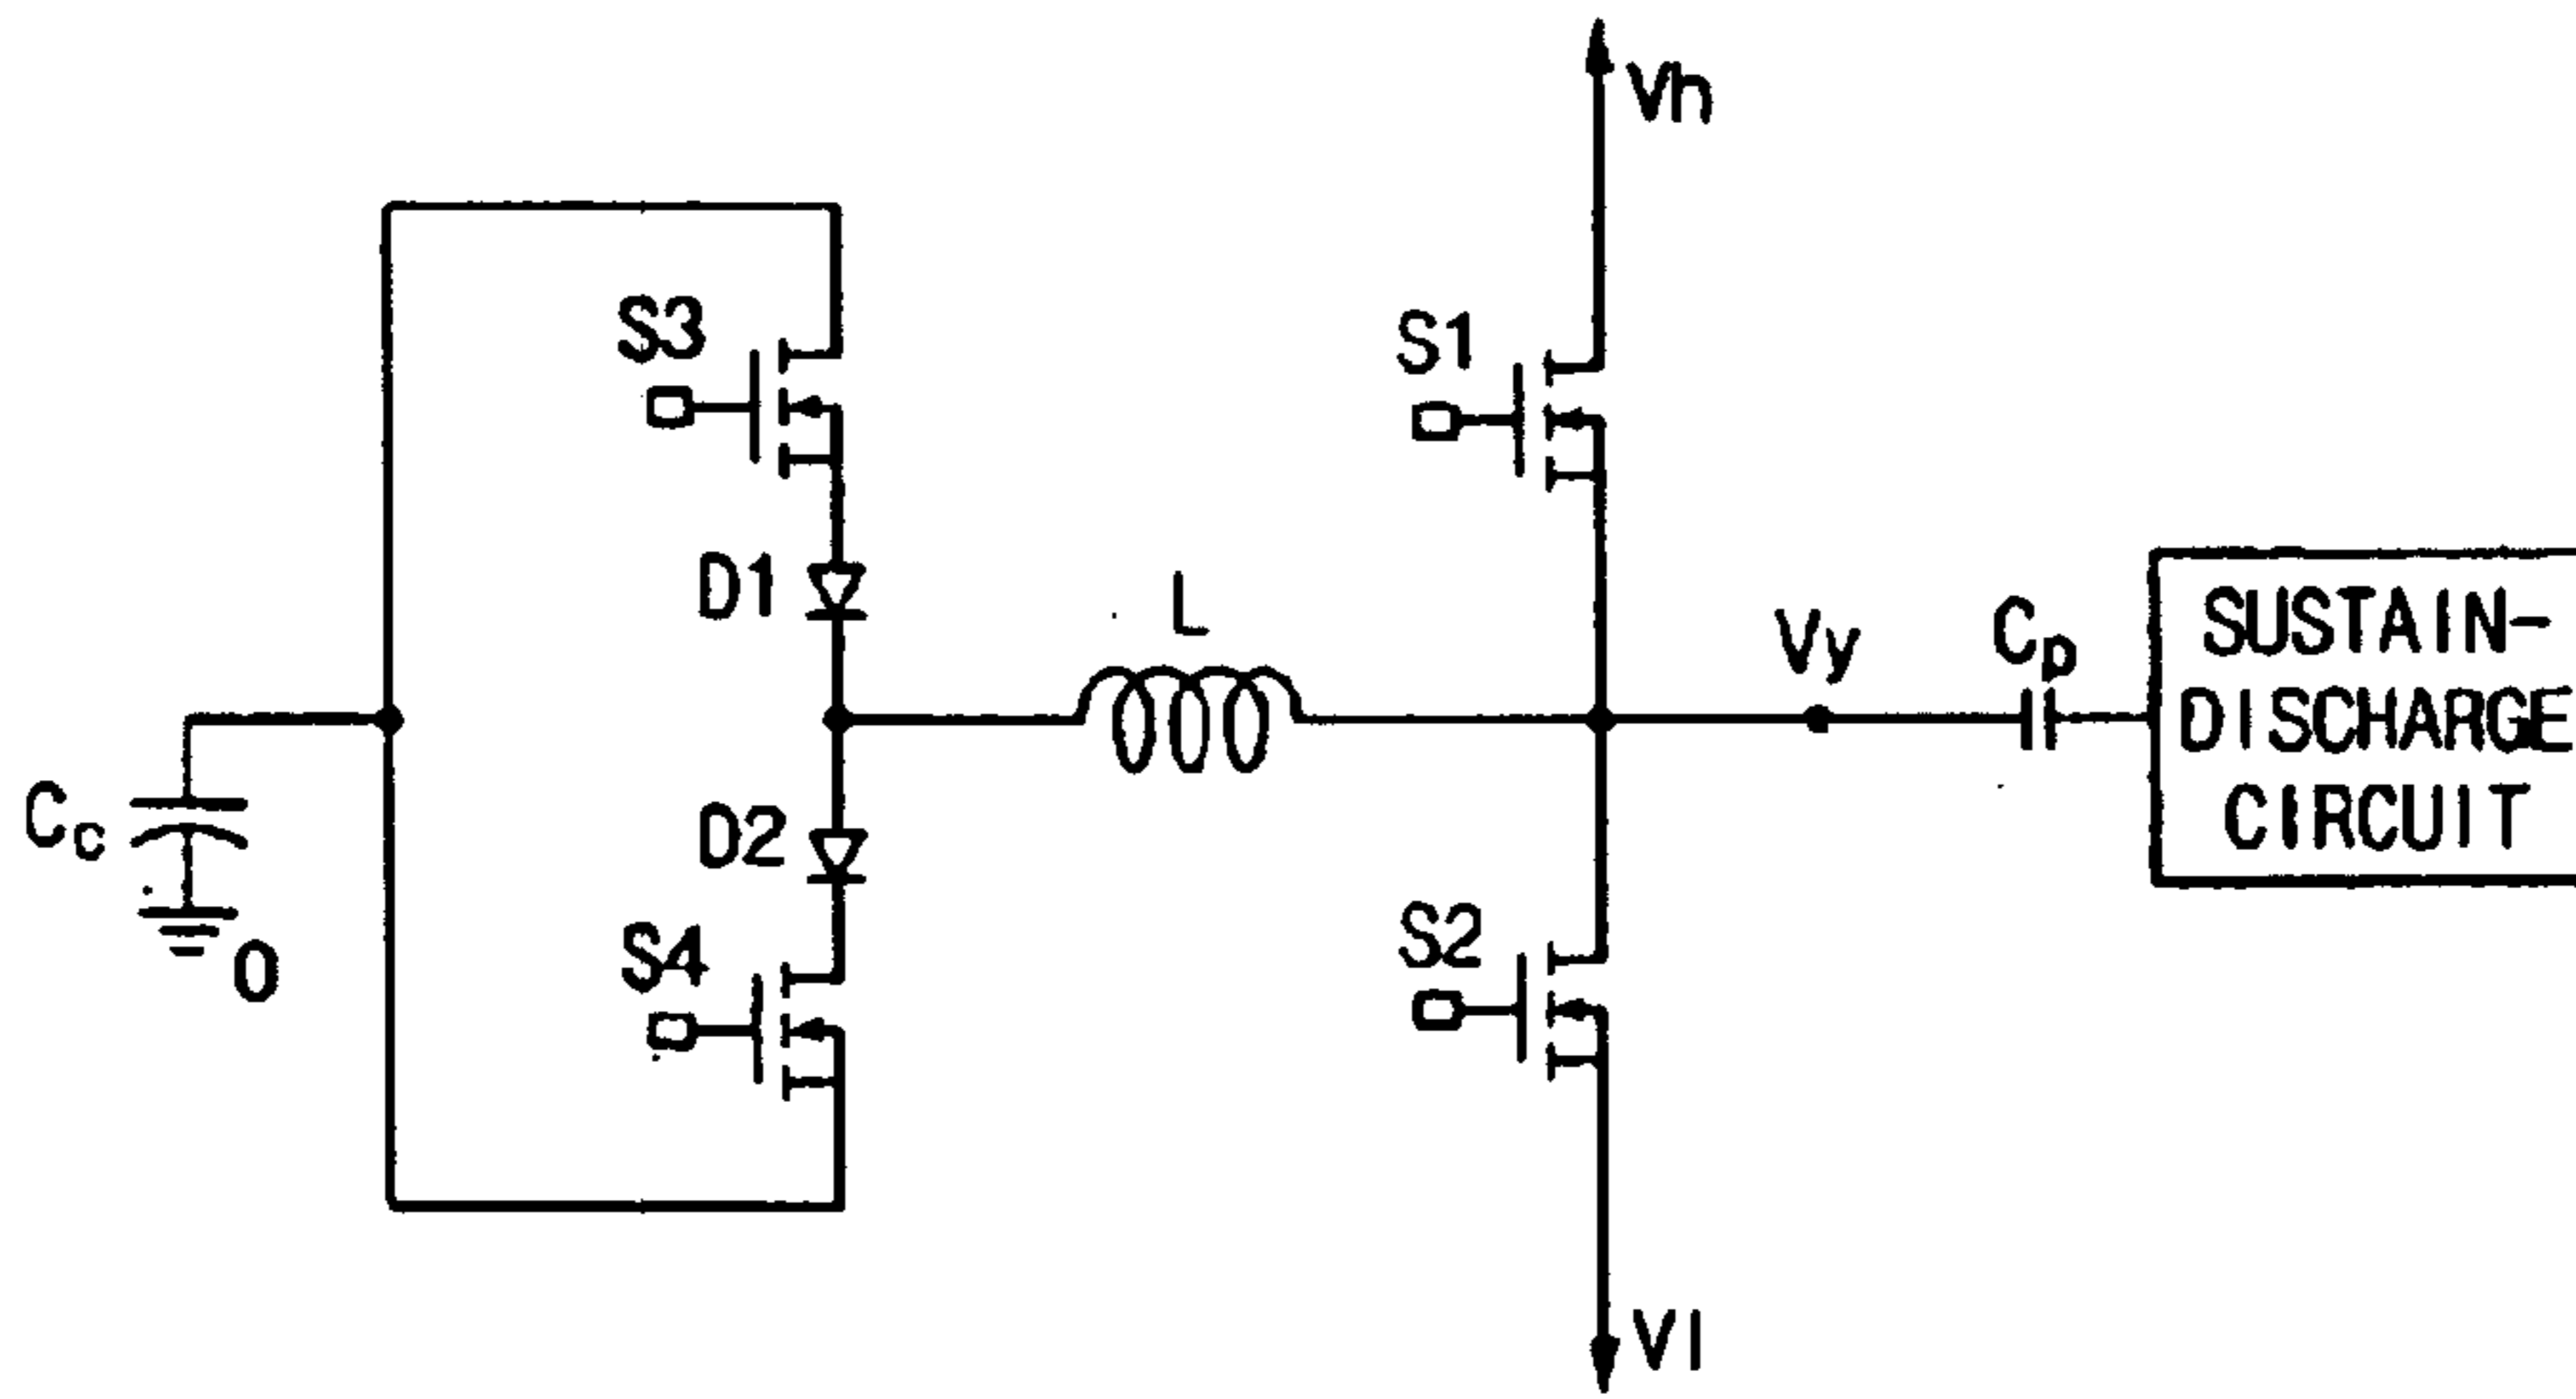 Vh
S3
S1
D1
L
Vy
Cp
SUSTAIN-
DISCHARGE
CIRCUIT
Cc
D2
S4
S2
0
Vl